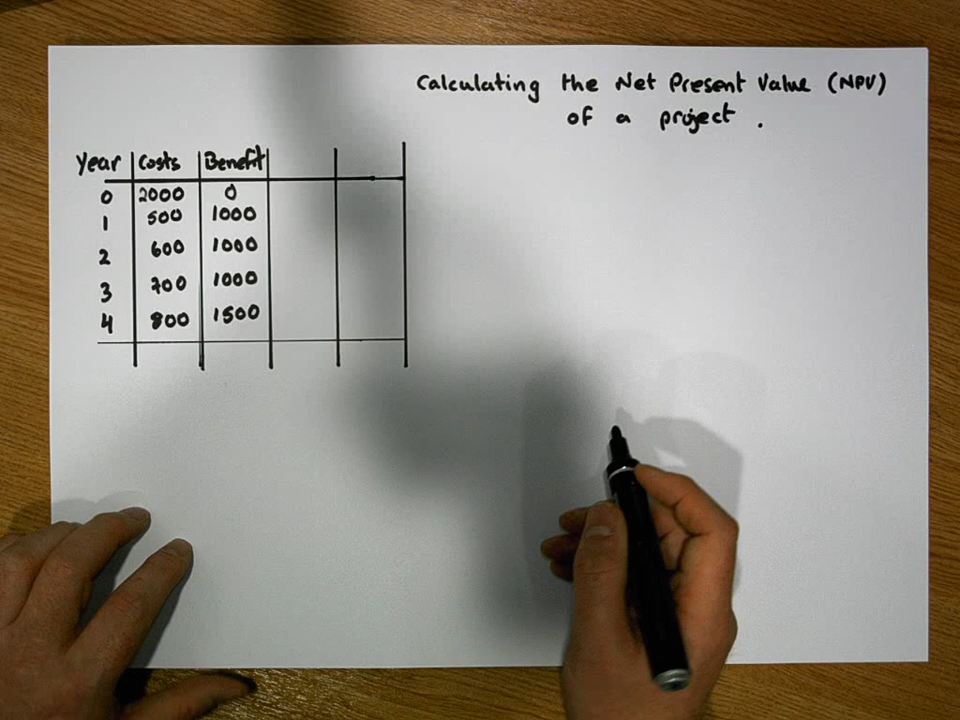 Calculating the Net Present Value (NPV)
of a project.
Year Costs Benefit
0 2000 0
1 500 1000
2 600 1000
3 700 1000
4 800 1500